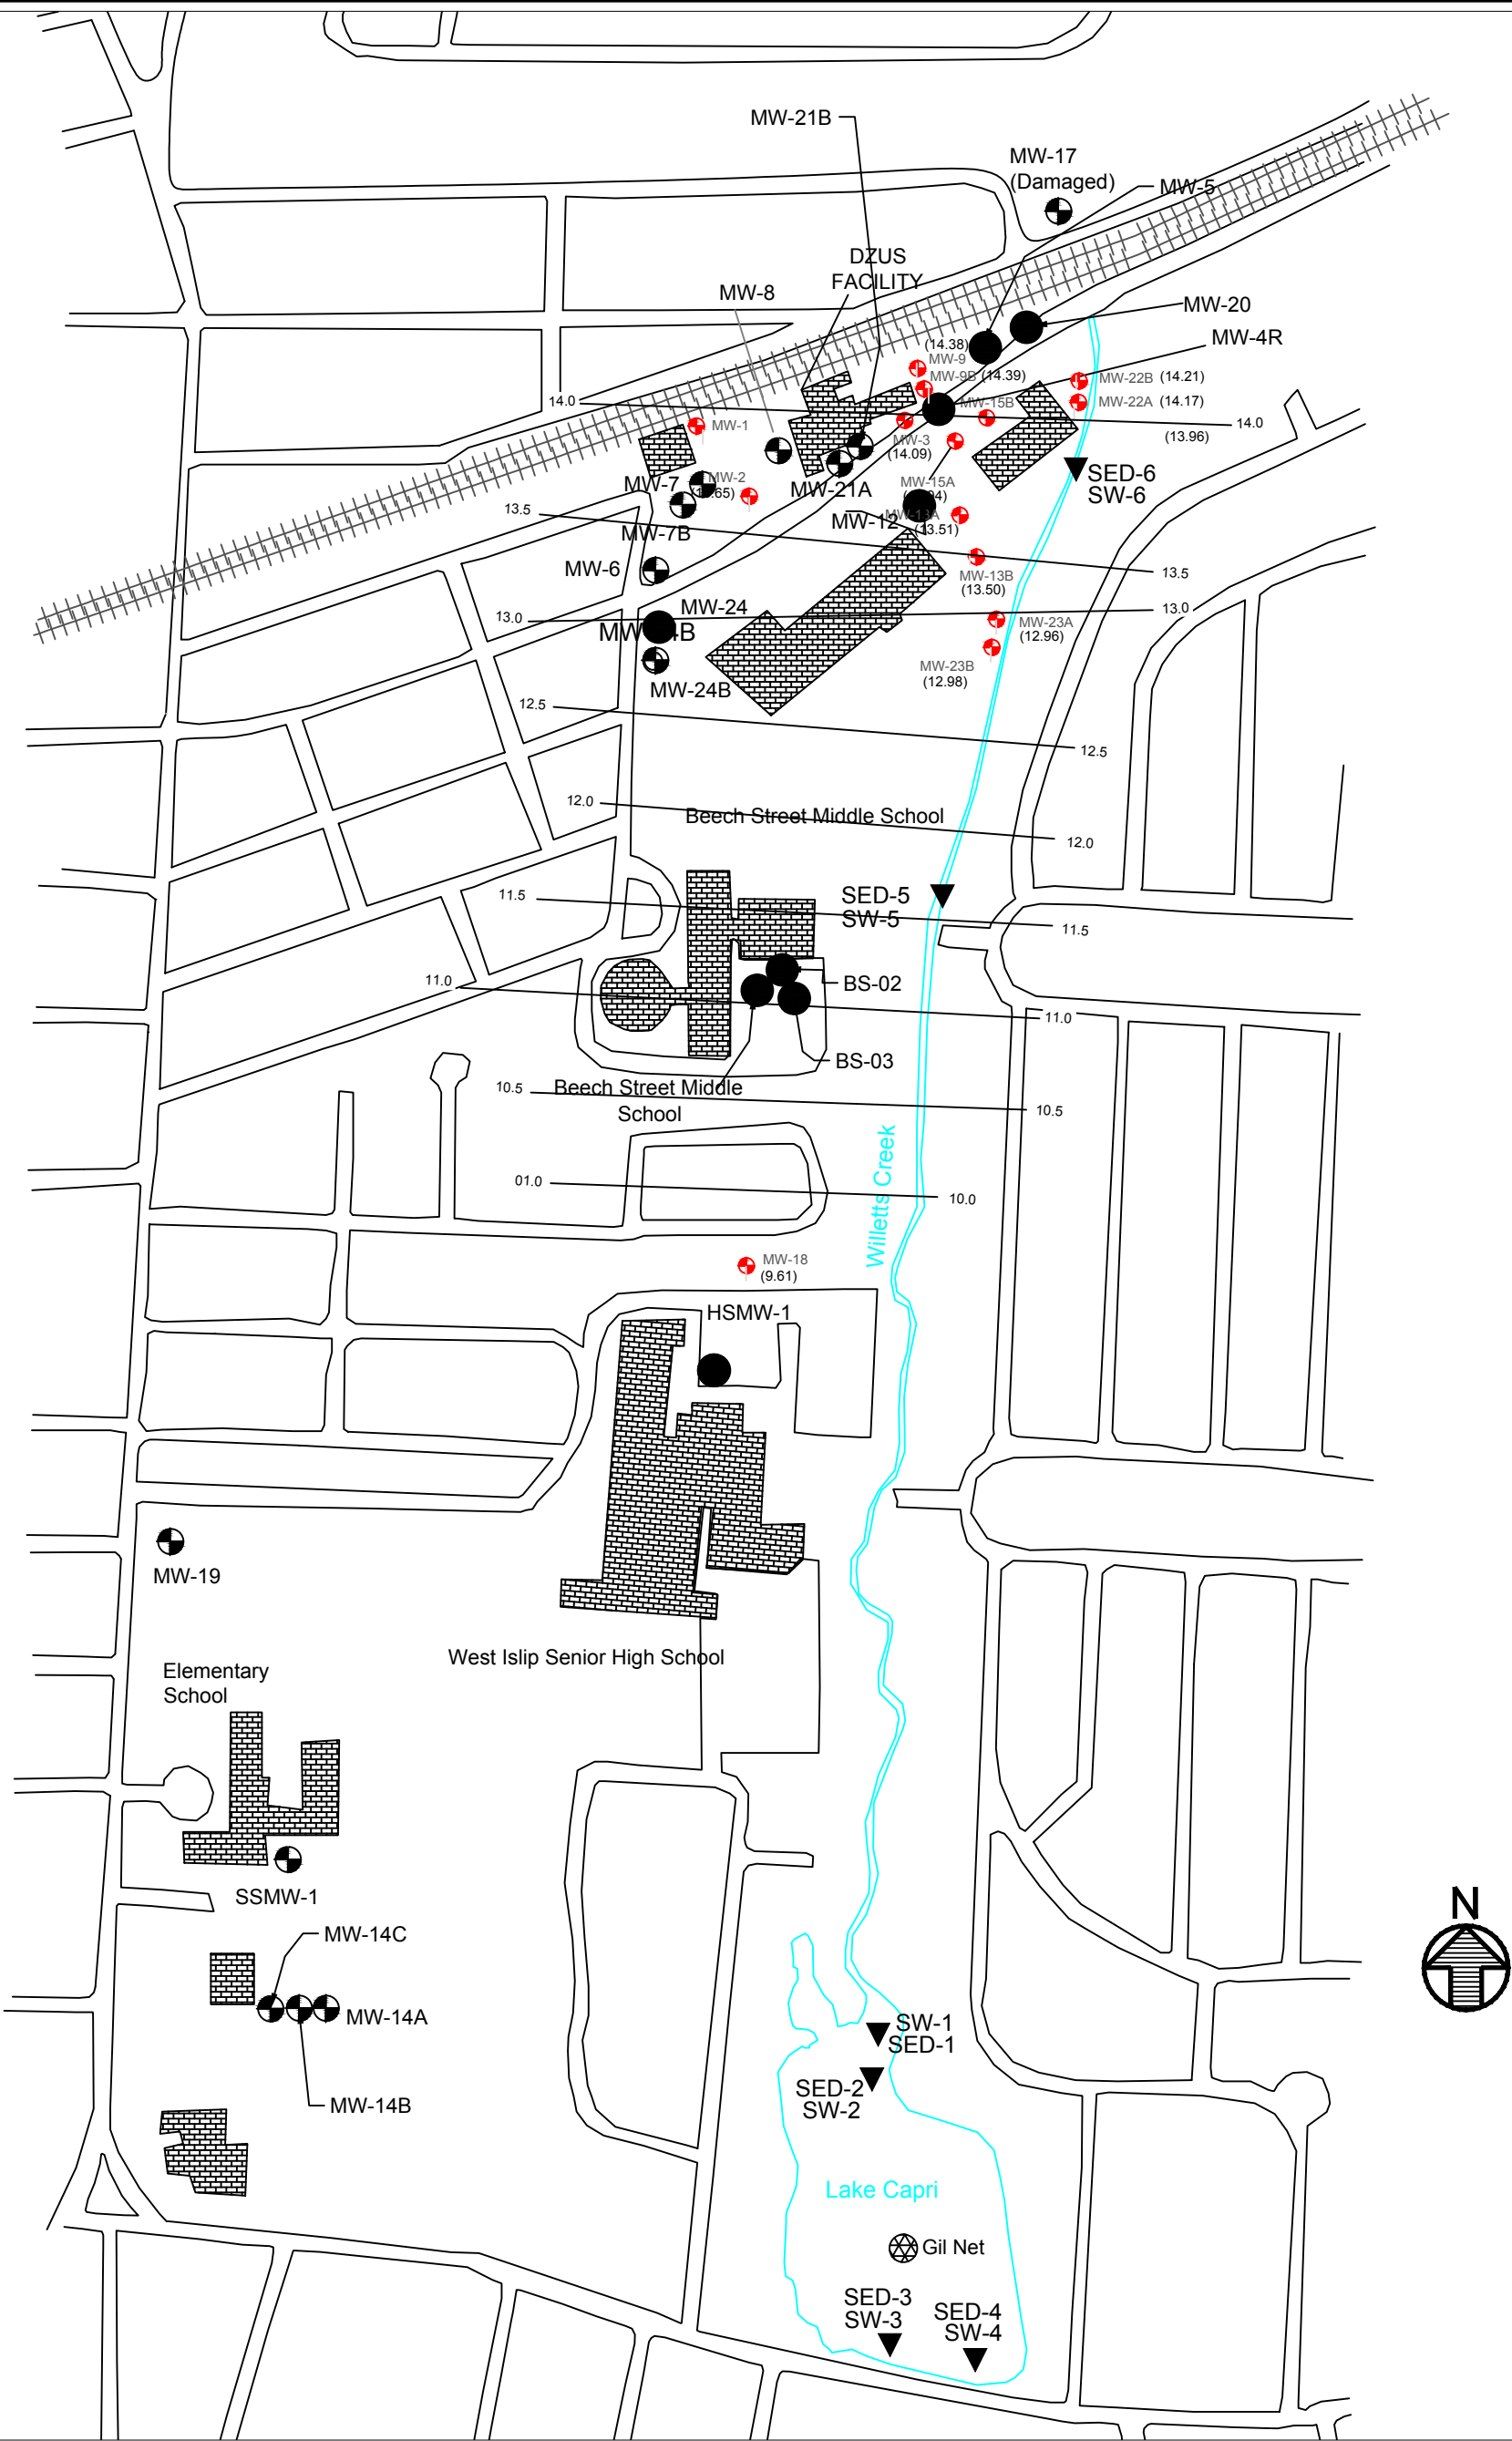 MW-21B
MW-17
(Damaged)
MW-5
DZUS
FACILITY
MW-8
MW-20
MW-4R
(14.38)
MW-9
MW-9B (14.39)
MW-22B (14.21)
MW-22A (14.17)
14.0
MW-15B
14.0
(13.96)
MW-1
MW-3
(14.09)
SED-6
SW-6
MW-7
MW-2
MW-21A
MW-15A
13.5
MW-12
MW-13A
(13.51)
MW-7B
MW-6
13.5
MW-13B
(13.50)
MW-24
13.0
13.0
MW-23A
(12.96)
MW-23B
(12.98)
MW-24B
12.5
12.5
12.0
Beech Street Middle School
12.0
11.5
SED-5
SW-5
11.5
11.0
BS-02
11.0
BS-03
10.5
Beech Street Middle
School
10.5
01.0
10.0
Willetts Creek
MW-18
(9.61)
HSMW-1
MW-19
West Islip Senior High School
Elementary
School
SSMW-1
N
MW-14C
MW-14A
MW-14B
SW-1
SED-1
SED-2
SW-2
Lake Capri
Gil Net
SED-3
SW-3
SED-4
SW-4